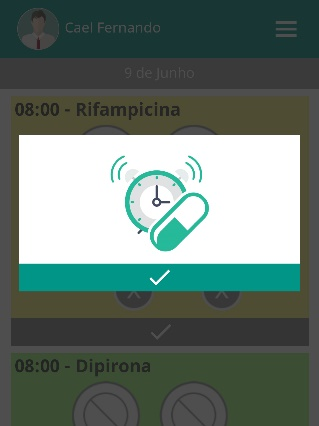 Cael Fernando
9 de Junho
08:00 - Rifampicina
X X
08:00 - Dipirona